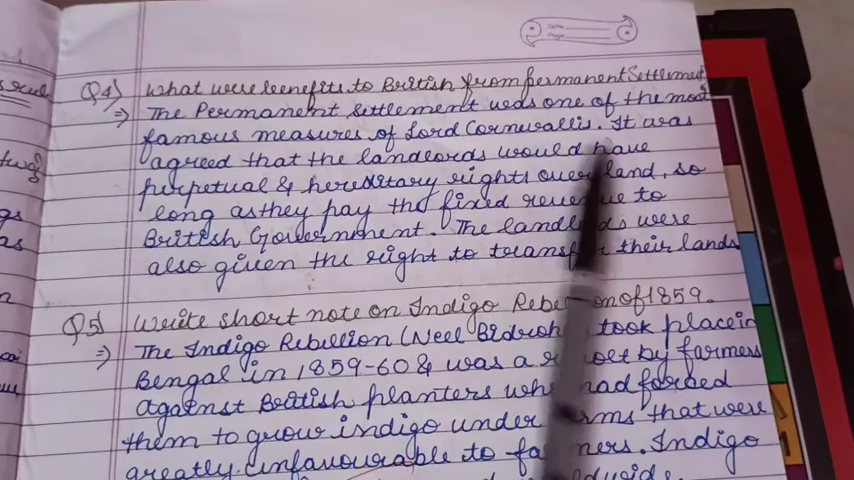 Date
Page
Q4) What were benefits to British from permanent Settlement
⇒ The Permanent Settlement was one of the most
famous measures of Lord Cornwallis. It was
agreed that the landlords would have
perpetual & hereditary rights over land, so
long as they pay the fixed revenue to
British Government. The landlords were
also given the right to transfer their lands
Q5) Write short note on Indigo Rebellion of 1859.
⇒ The Indigo Rebellion (Neel Bidroh took place in
Bengal in 1859-60 & was a revolt by farmers
against British planters who had forced
them to grow indigo under terms that were
greatly unfavourable to farmers. Indigo